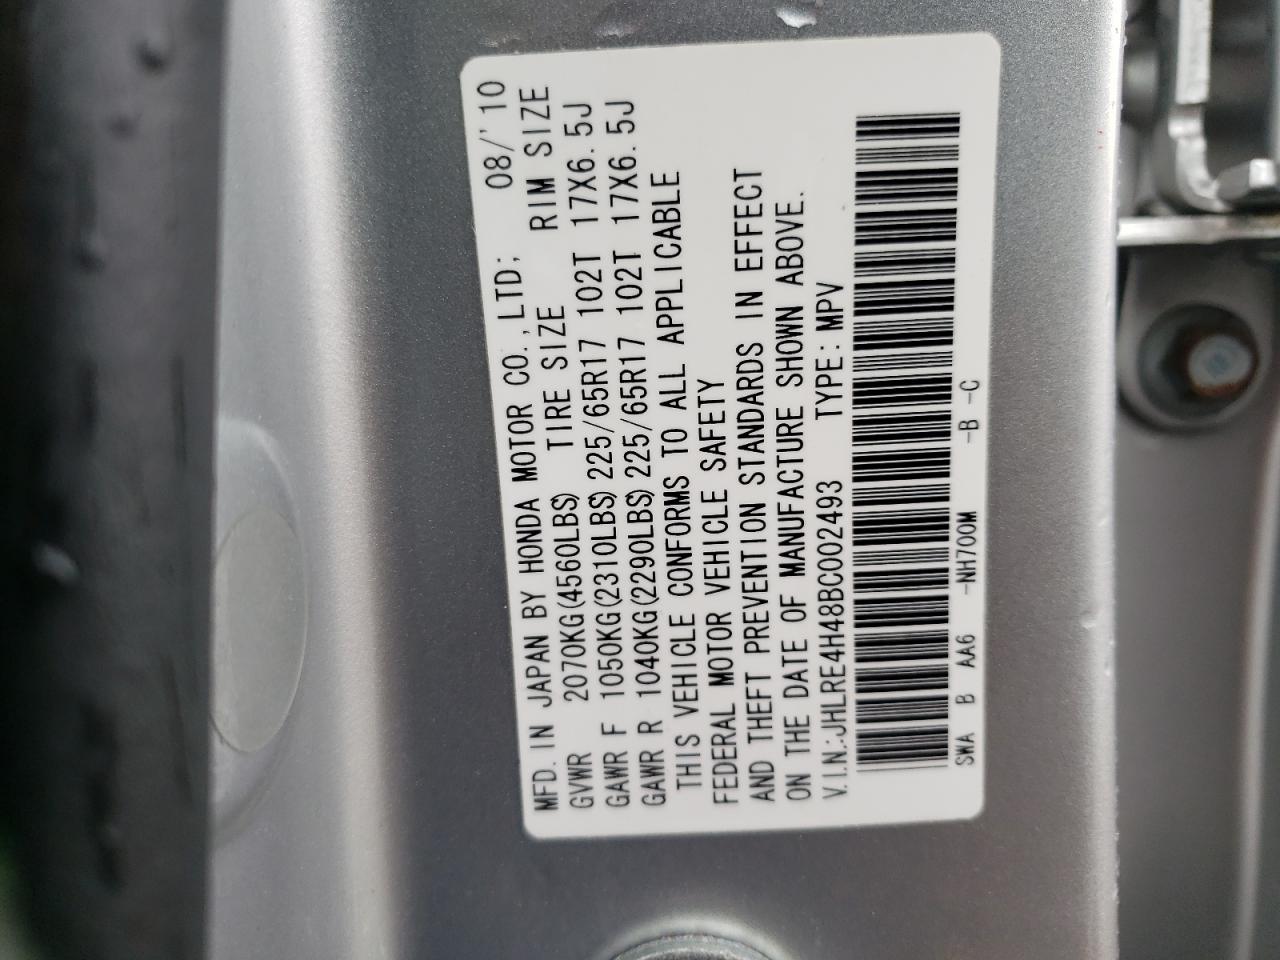 MFD. IN JAPAN BY HONDA MOTOR CO., LTD; 08/'10
GVWR 2070KG(4560LBS) TIRE SIZE RIM SIZE
GAWR F 1050KG(2310LBS) 225/65R17 102T 17X6.5J
GAWR R 1040KG(2290LBS) 225/65R17 102T 17X6.5J
THIS VEHICLE CONFORMS TO ALL APPLICABLE
FEDERAL MOTOR VEHICLE SAFETY
AND THEFT PREVENTION STANDARDS IN EFFECT
ON THE DATE OF MANUFACTURE SHOWN ABOVE.
V.I.N.:JHLRE4H48BC002493 TYPE:MPV
SWA B AA6 -NH700M -B -C